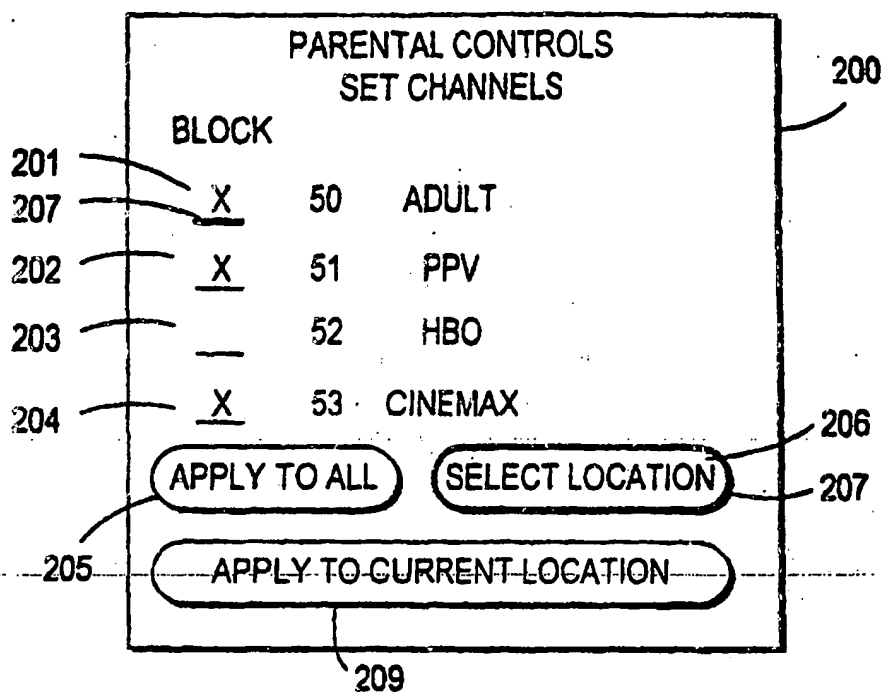 PARENTAL CONTROLS
SET CHANNELS
200
BLOCK
201
X 50 ADULT
207
202 X 51 PPV
203 52 HBO
204 X 53 CINEMAX
206
APPLY TO ALL SELECT LOCATION
207
205
APPLY TO CURRENT LOCATION
209